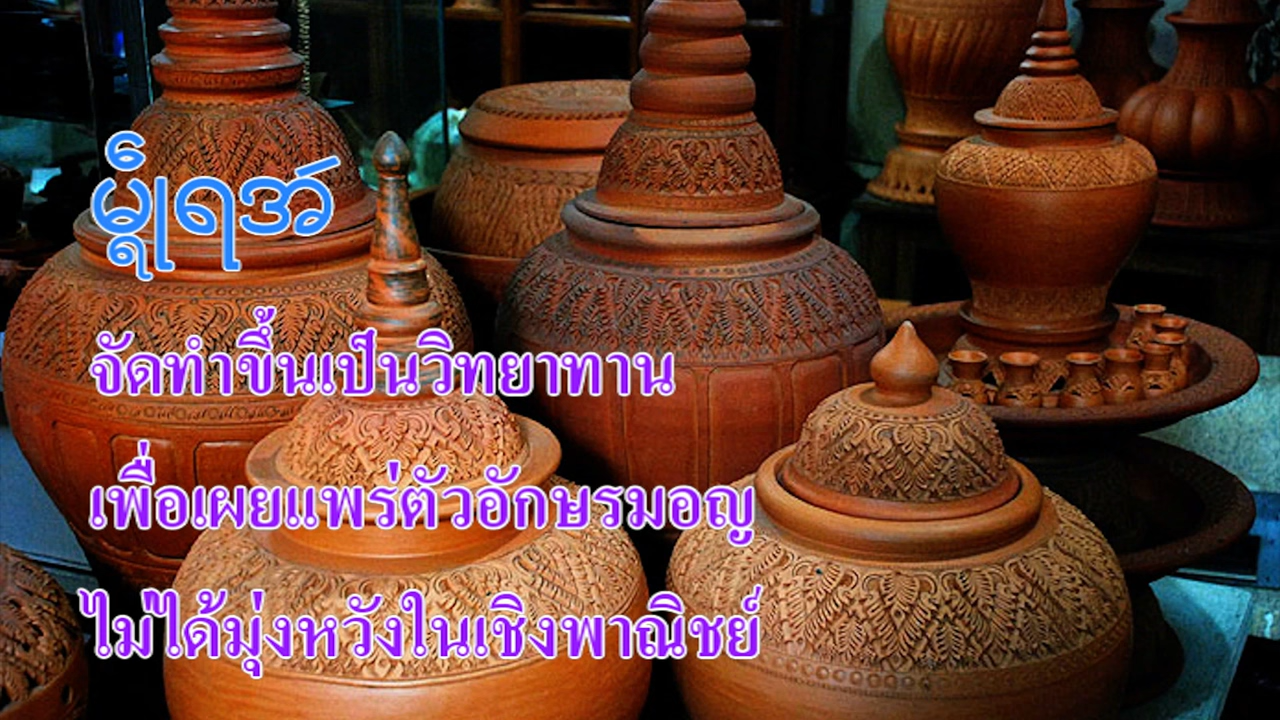 จัดทำขึ้นเป็นวิทยาทาน
เพื่อเผยแพร่ตัวอักษรมอญ
ไม่ได้มุ่งหวังในเชิงพาณิชย์